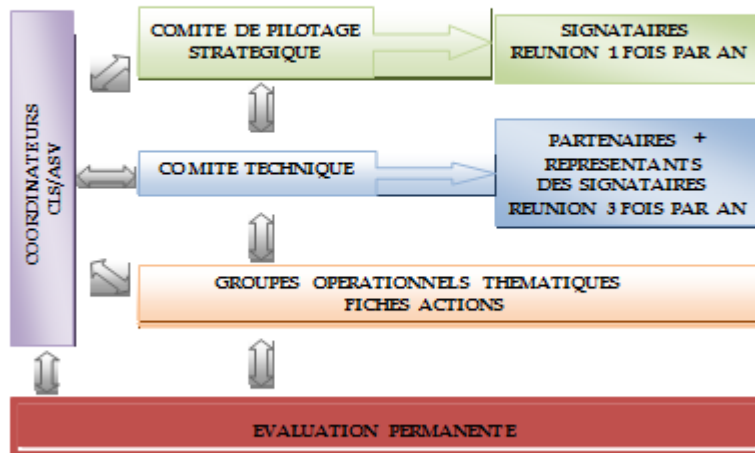 COORDINATEURS
CLS/ASV
COMITE DE PILOTAGE
STRATEGIQUE
SIGNATAIRES
REUNION 1 FOIS PAR AN
COMITE TECHNIQUE
PARTENAIRES +
REPRESENTANTS
DES SIGNATAIRES
REUNION 3 FOIS PAR AN
GROUPES OPERATIONNELS THEMATIQUES
FICHES ACTIONS
EVALUATION PERMANENTE